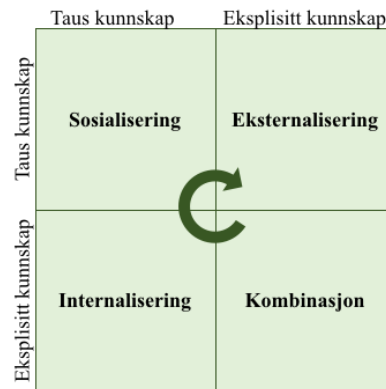 Taus kunnskap Eksplisitt kunnskap
Taus kunnskap
Sosialisering Eksternalisering
Eksplisitt kunnskap
Internalisering Kombinasjon